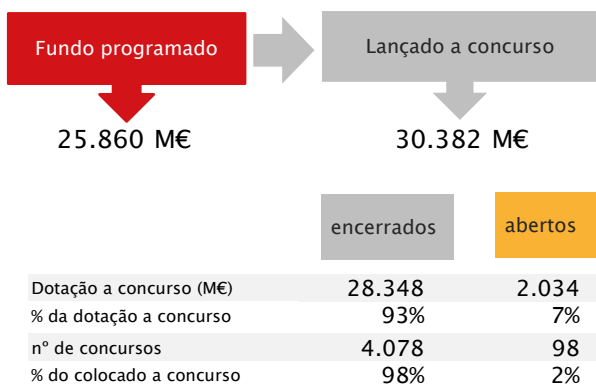 Fundo programado
Lançado a concurso
25.860 M€
30.382 M€
encerrados
abertos
Dotação a concurso (M€) 28.348 2.034
% da dotação a concurso 93% 7%
nº de concursos 4.078 98
% do colocado a concurso 98% 2%